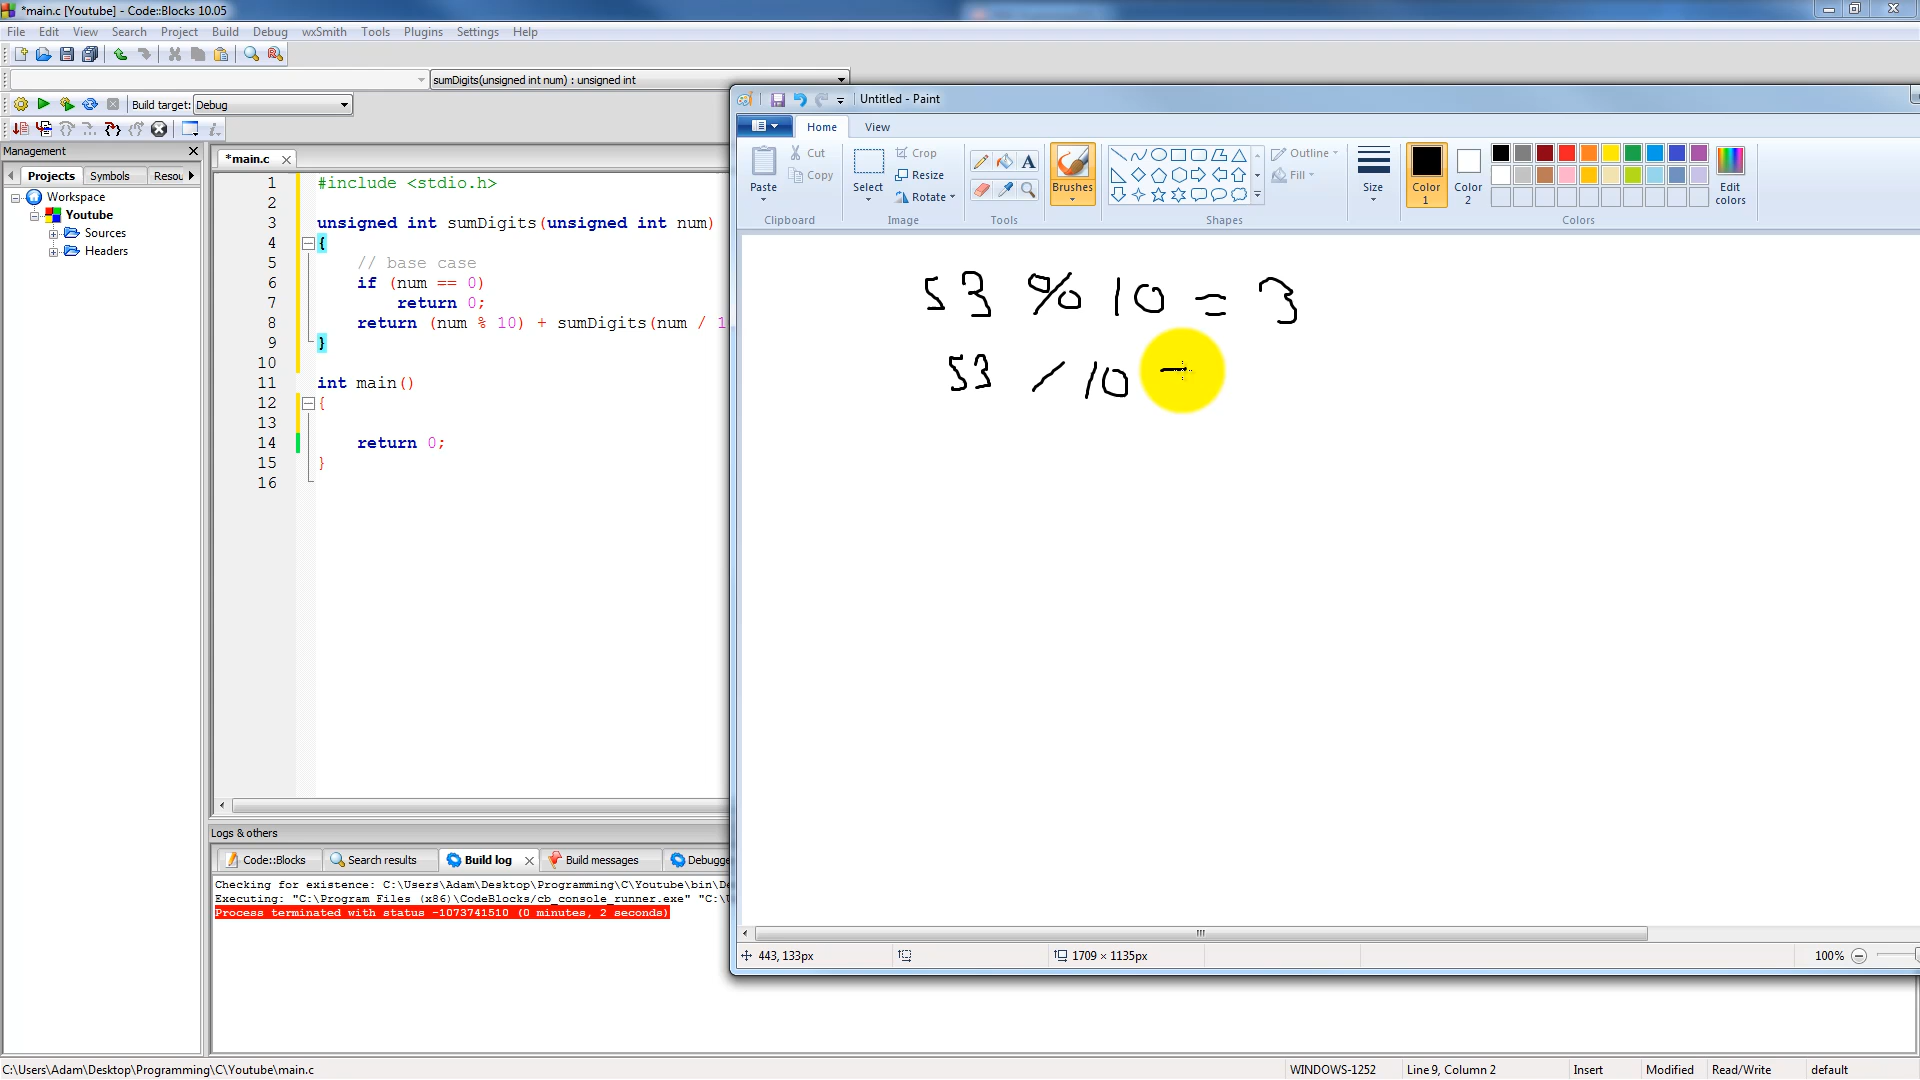 *main.c [Youtube] - Code::Blocks 10.05
File Edit View Search Project Build Debug wxSmith Tools Plugins Settings Help
sumDigits(unsigned int num) : unsigned int
Build target: Debug
Management
Projects Symbols Resou
Workspace
Youtube
Sources
Headers
*main.c
1 #include <stdio.h>
2
3 unsigned int sumDigits(unsigned int num)
4 {
5 // base case
6 if (num == 0)
7 return 0;
8 return (num % 10) + sumDigits(num / 1
9 }
10
11 int main()
12 {
13
14 return 0;
15 }
16
Untitled - Paint
Home View
Paste Cut Copy Clipboard
Select Crop Resize Rotate Image
Tools
Brushes
Shapes Outline Fill
Size
Color 1 Color 2 Edit colors Colors
53 % 10 = 3
53 / 10 -
443, 133px 1709 × 1135px 100%
Logs & others
Code::Blocks Search results Build log Build messages Debugge
Checking for existence: C:\Users\Adam\Desktop\Programming\C\Youtube\bin\De
Executing: "C:\Program Files (x86)\CodeBlocks/cb_console_runner.exe" "C:\U
Process terminated with status -1073741510 (0 minutes, 2 seconds)
C:\Users\Adam\Desktop\Programming\C\Youtube\main.c WINDOWS-1252 Line 9, Column 2 Insert Modified Read/Write default